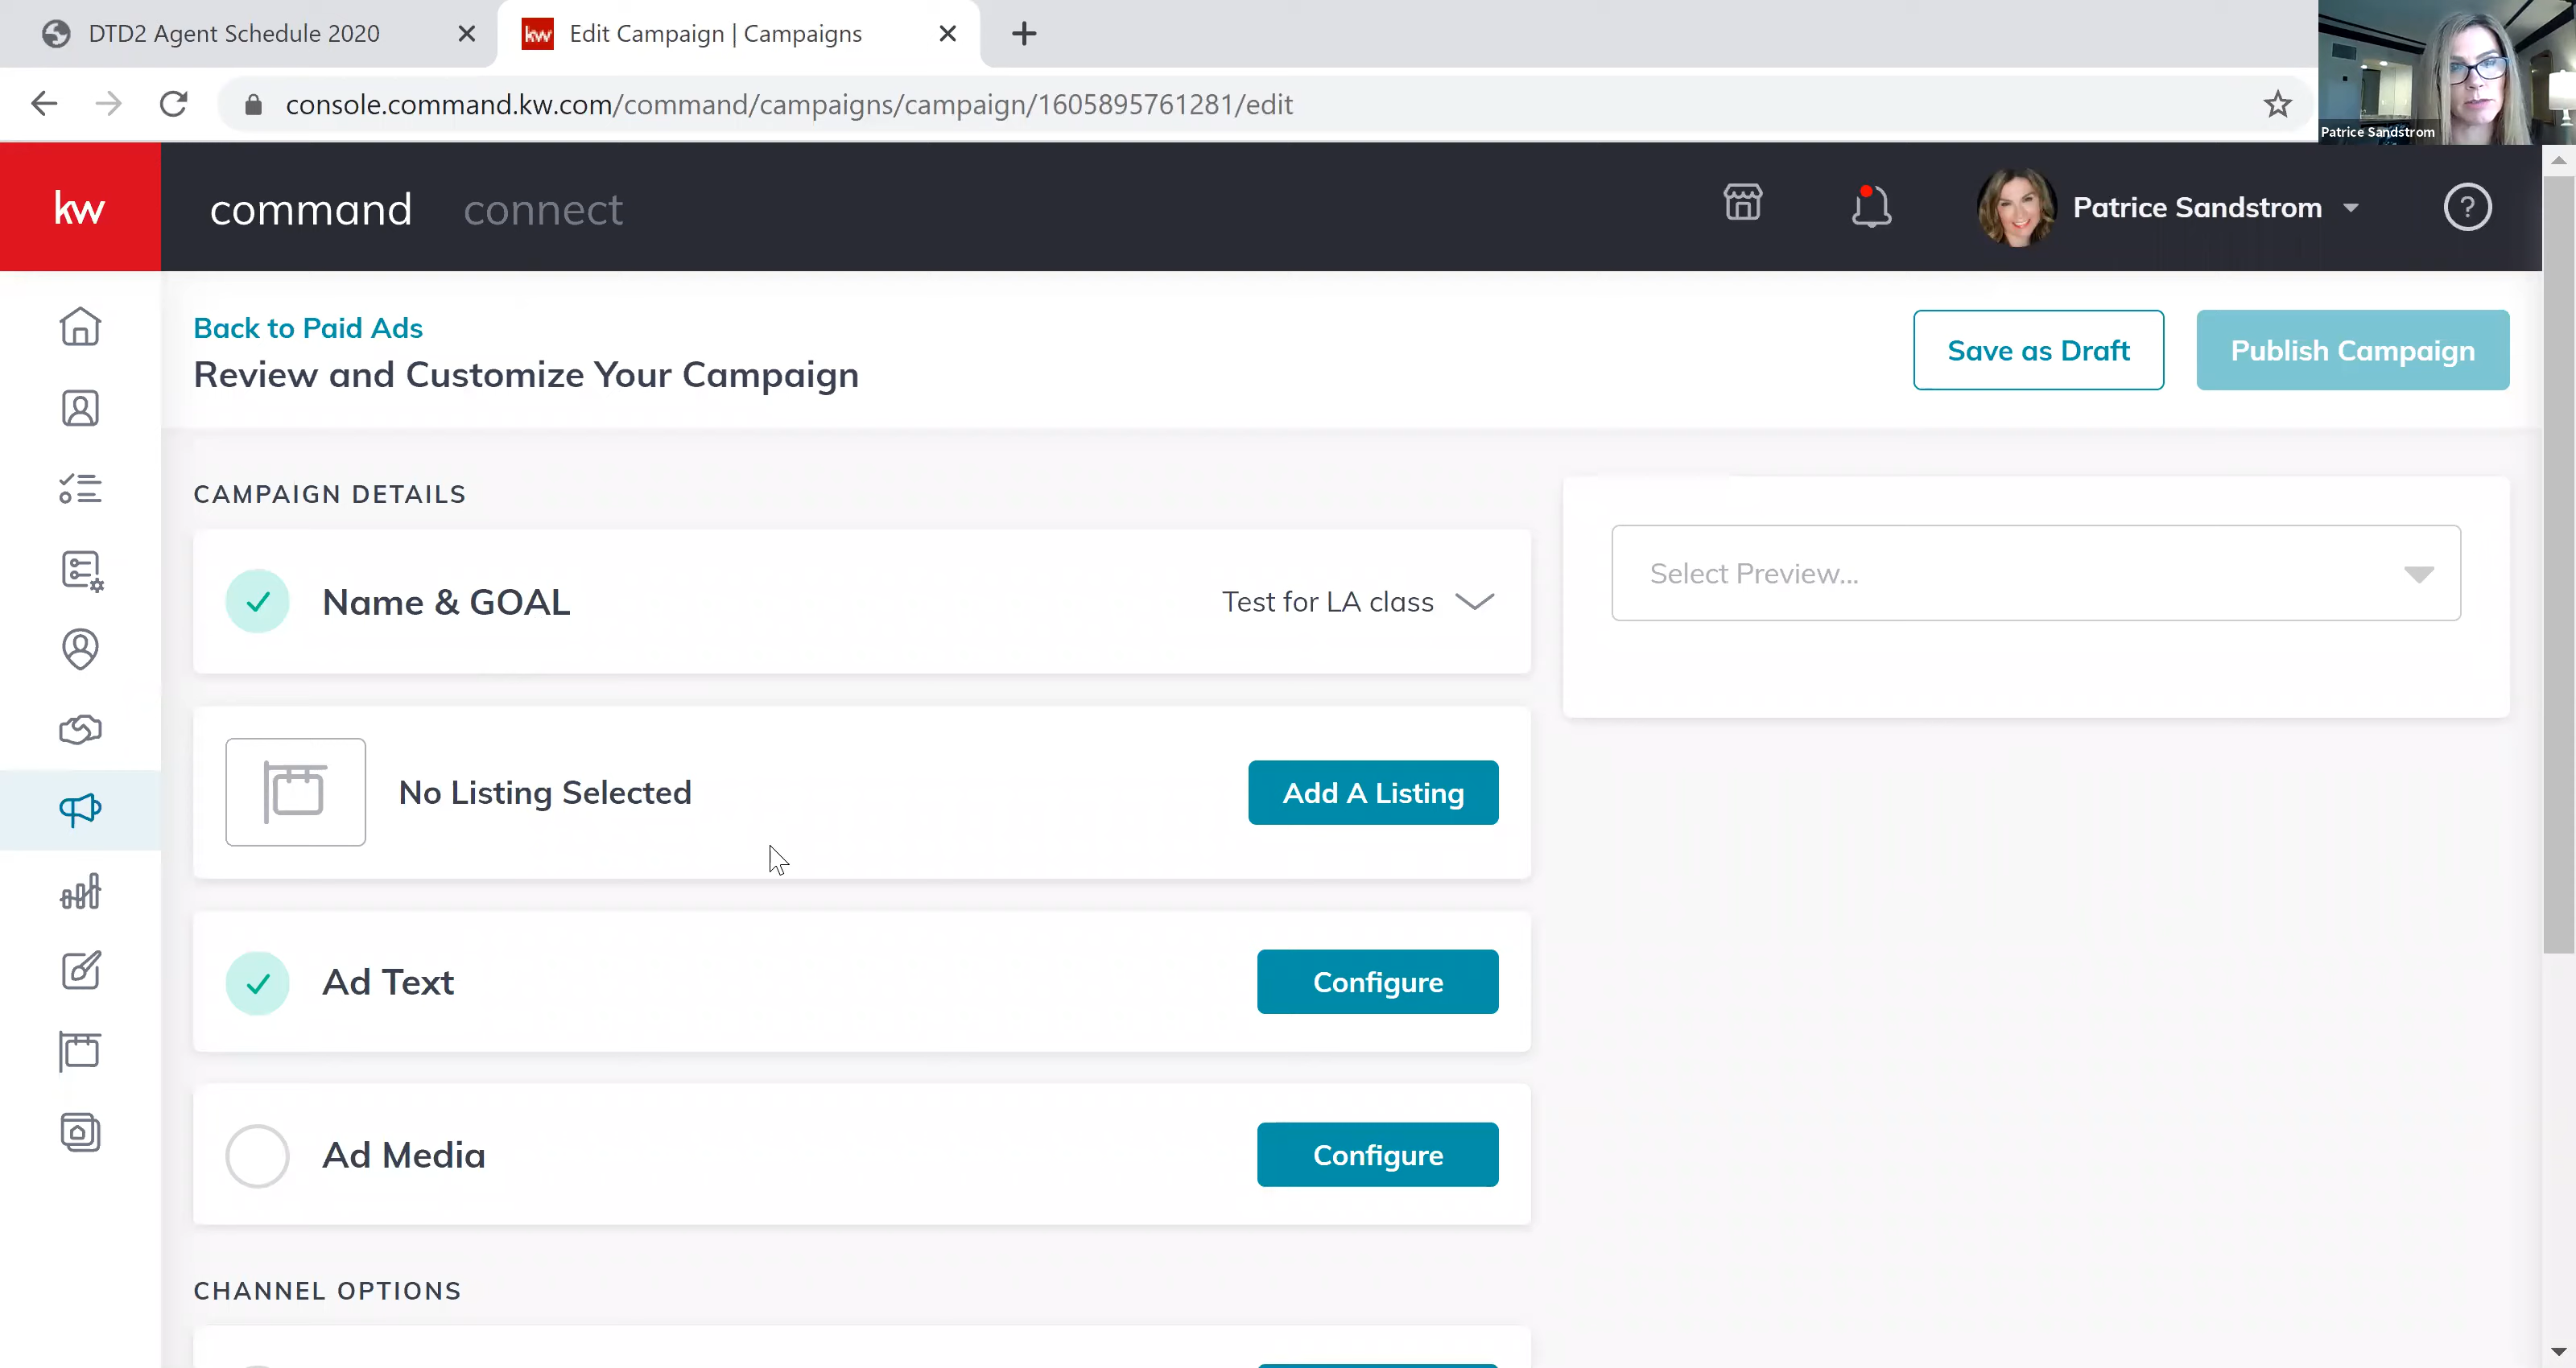 DTD2 Agent Schedule 2020
kw Edit Campaign | Campaigns
console.command.kw.com/command/campaigns/campaign/1605895761281/edit
Patrice Sandstrom
kw command connect
Patrice Sandstrom ?
Back to Paid Ads
Review and Customize Your Campaign
Save as Draft
Publish Campaign
CAMPAIGN DETAILS
Name & GOAL
Test for LA class
Select Preview...
No Listing Selected
Add A Listing
Ad Text
Configure
Ad Media
Configure
CHANNEL OPTIONS